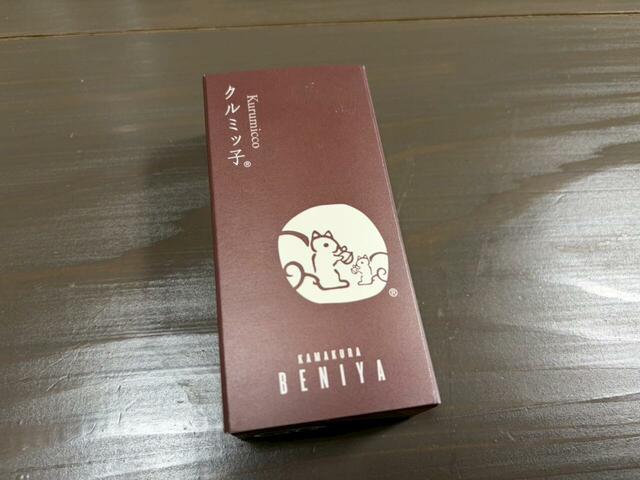 クルミッ子®
Kurumicco
®
KAMAKURA
BENIYA